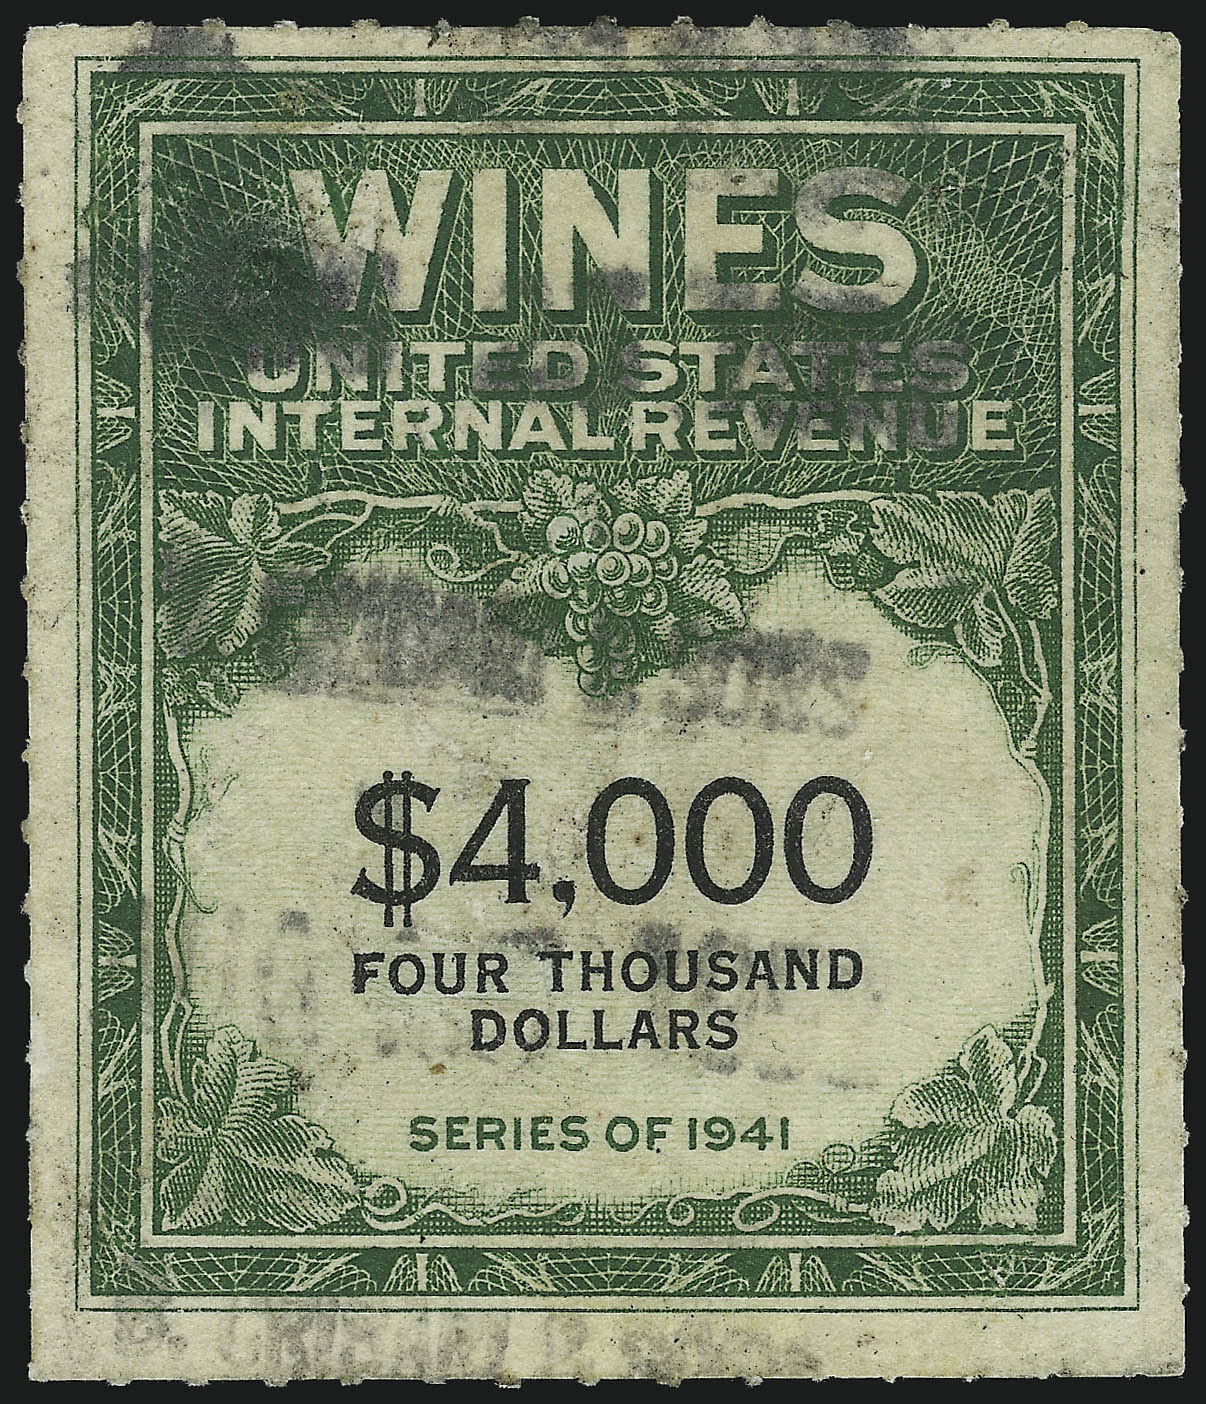 WINES
UNITED STATES
INTERNAL REVENUE
$4,000
FOUR THOUSAND
DOLLARS
SERIES OF 1941